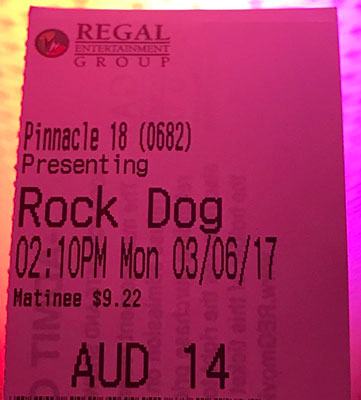 REGAL
ENTERTAINMENT
GROUP
Pinnacle 18 (0682)
Presenting
Rock Dog
02:10PM Mon 03/06/17
Matinee $9.22
AUD 14